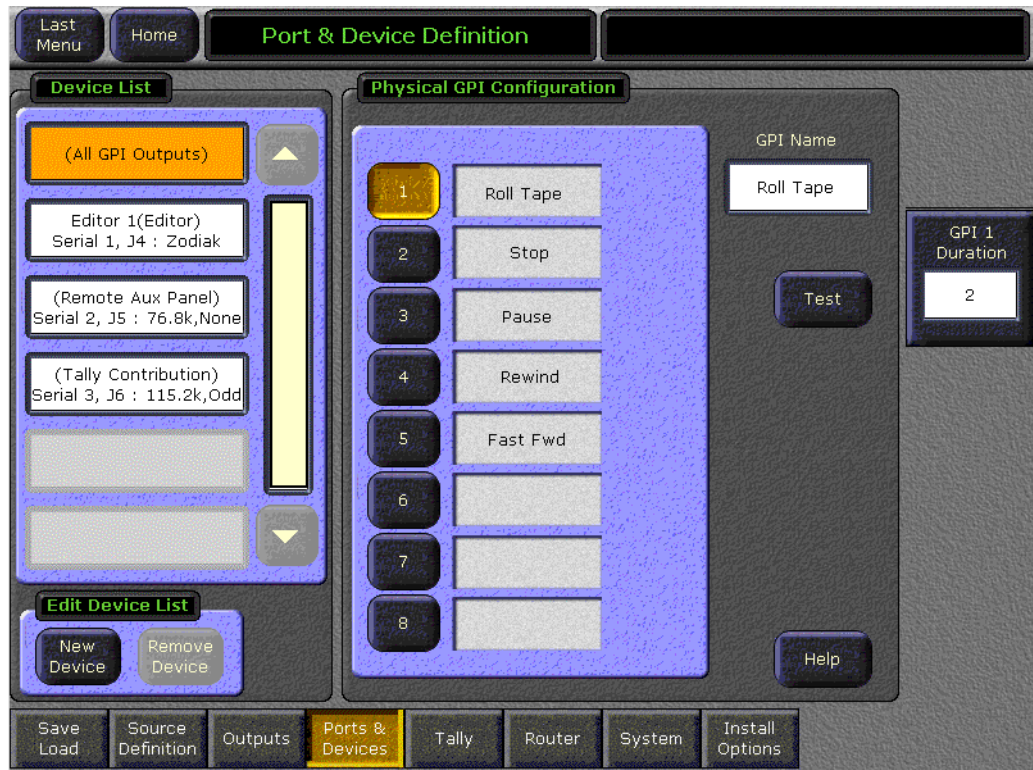 Last
Menu
Home
Port & Device Definition
Device List
(All GPI Outputs)
Editor 1(Editor)
Serial 1, J4 : Zodiak
(Remote Aux Panel)
Serial 2, J5 : 76.8k,None
(Tally Contribution)
Serial 3, J6 : 115.2k,Odd
Edit Device List
New
Device
Remove
Device
Physical GPI Configuration
1
Roll Tape
2
Stop
3
Pause
4
Rewind
5
Fast Fwd
6
7
8
GPI Name
Roll Tape
Test
Help
GPI 1
Duration
2
Save
Load
Source
Definition
Outputs
Ports &
Devices
Tally
Router
System
Install
Options